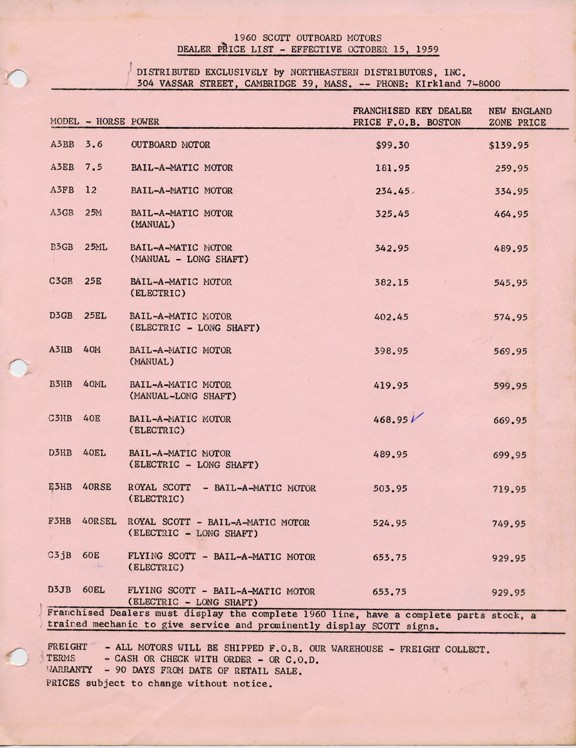 1960 SCOTT OUTBOARD MOTORS
DEALER PRICE LIST - EFFECTIVE OCTOBER 15, 1959
DISTRIBUTED EXCLUSIVELY by NORTHEASTERN DISTRIBUTORS, INC.
304 VASSAR STREET, CAMBRIDGE 39, MASS. -- PHONE: KIrkland 7-8000
FRANCHISED KEY DEALER NEW ENGLAND
MODEL - HORSE POWER PRICE F.O.B. BOSTON ZONE PRICE
A3BB 3.6 OUTBOARD MOTOR $99.30 $139.95
A3EB 7.5 BAIL-A-MATIC MOTOR 181.95 259.95
A3FB 12 BAIL-A-MATIC MOTOR 234.45 334.95
A3GB 25M BAIL-A-MATIC MOTOR 325.45 464.95
(MANUAL)
B3GB 25ML BAIL-A-MATIC MOTOR 342.95 489.95
(MANUAL - LONG SHAFT)
C3GB 25E BAIL-A-MATIC MOTOR 382.15 545.95
(ELECTRIC)
D3GB 25EL BAIL-A-MATIC MOTOR 402.45 574.95
(ELECTRIC - LONG SHAFT)
A3HB 40M BAIL-A-MATIC MOTOR 398.95 569.95
(MANUAL)
B3HB 40ML BAIL-A-MATIC MOTOR 419.95 599.95
(MANUAL-LONG SHAFT)
C3HB 40E BAIL-A-MATIC MOTOR 468.95 669.95
(ELECTRIC)
D3HB 40EL BAIL-A-MATIC MOTOR 489.95 699,95
(ELECTRIC - LONG SHAFT)
E3HB 40RSE ROYAL SCOTT - BAIL-A-MATIC MOTOR 503.95 719.95
(ELECTRIC)
F3HB 40RSEL ROYAL SCOTT - BAIL-A-MATIC MOTOR 524.95 749.95
(ELECTRIC - LONG SHAFT)
C3jB 60E FLYING SCOTT - BAIL-A-MATIC MOTOR 653.75 929.95
(ELECTRIC)
D3JB 60EL FLYING SCOTT - BAIL-A-MATIC MOTOR 653.75 929.95
(ELECTRIC - LONG SHAFT)
Franchised Dealers must display the complete 1960 line, have a complete parts stock, a
trained mechanic to give service and prominently display SCOTT signs.
FREIGHT - ALL MOTORS WILL BE SHIPPED F.O.B. OUR WAREHOUSE - FREIGHT COLLECT.
TERMS - CASH OR CHECK WITH ORDER - OR C.O.D.
WARRANTY - 90 DAYS FROM DATE OF RETAIL SALE.
PRICES subject to change without notice.